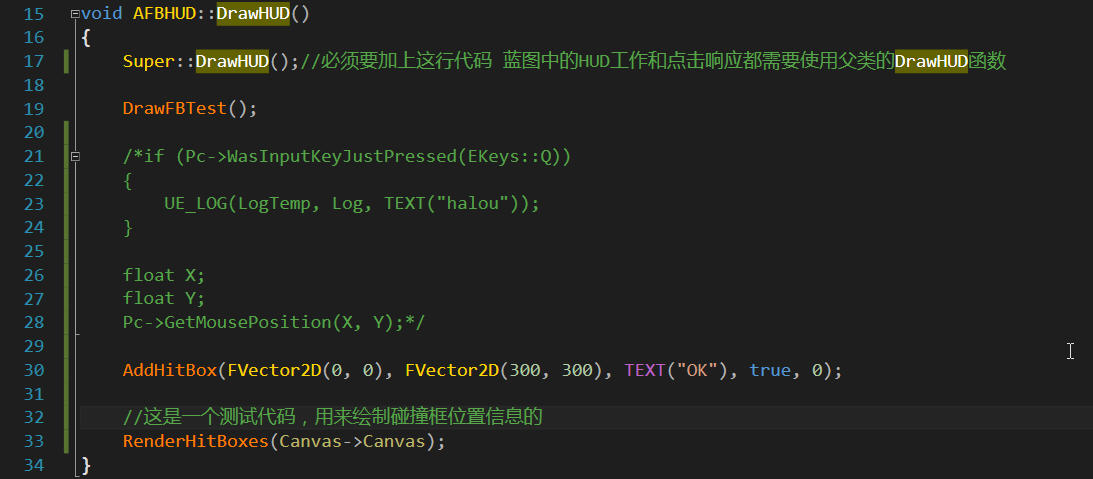 15 void AFBHUD::DrawHUD()
16 {
17 Super::DrawHUD();//必须要加上这行代码 蓝图中的HUD工作和点击响应都需要使用父类的DrawHUD函数
18
19 DrawFBTest();
20
21 /*if (Pc->WasInputKeyJustPressed(EKeys::Q))
22 {
23 UE_LOG(LogTemp, Log, TEXT("halou"));
24 }
25
26 float X;
27 float Y;
28 Pc->GetMousePosition(X, Y);*/
29
30 AddHitBox(FVector2D(0, 0), FVector2D(300, 300), TEXT("OK"), true, 0);
31
32 //这是一个测试代码，用来绘制碰撞框位置信息的
33 RenderHitBoxes(Canvas->Canvas);
34 }